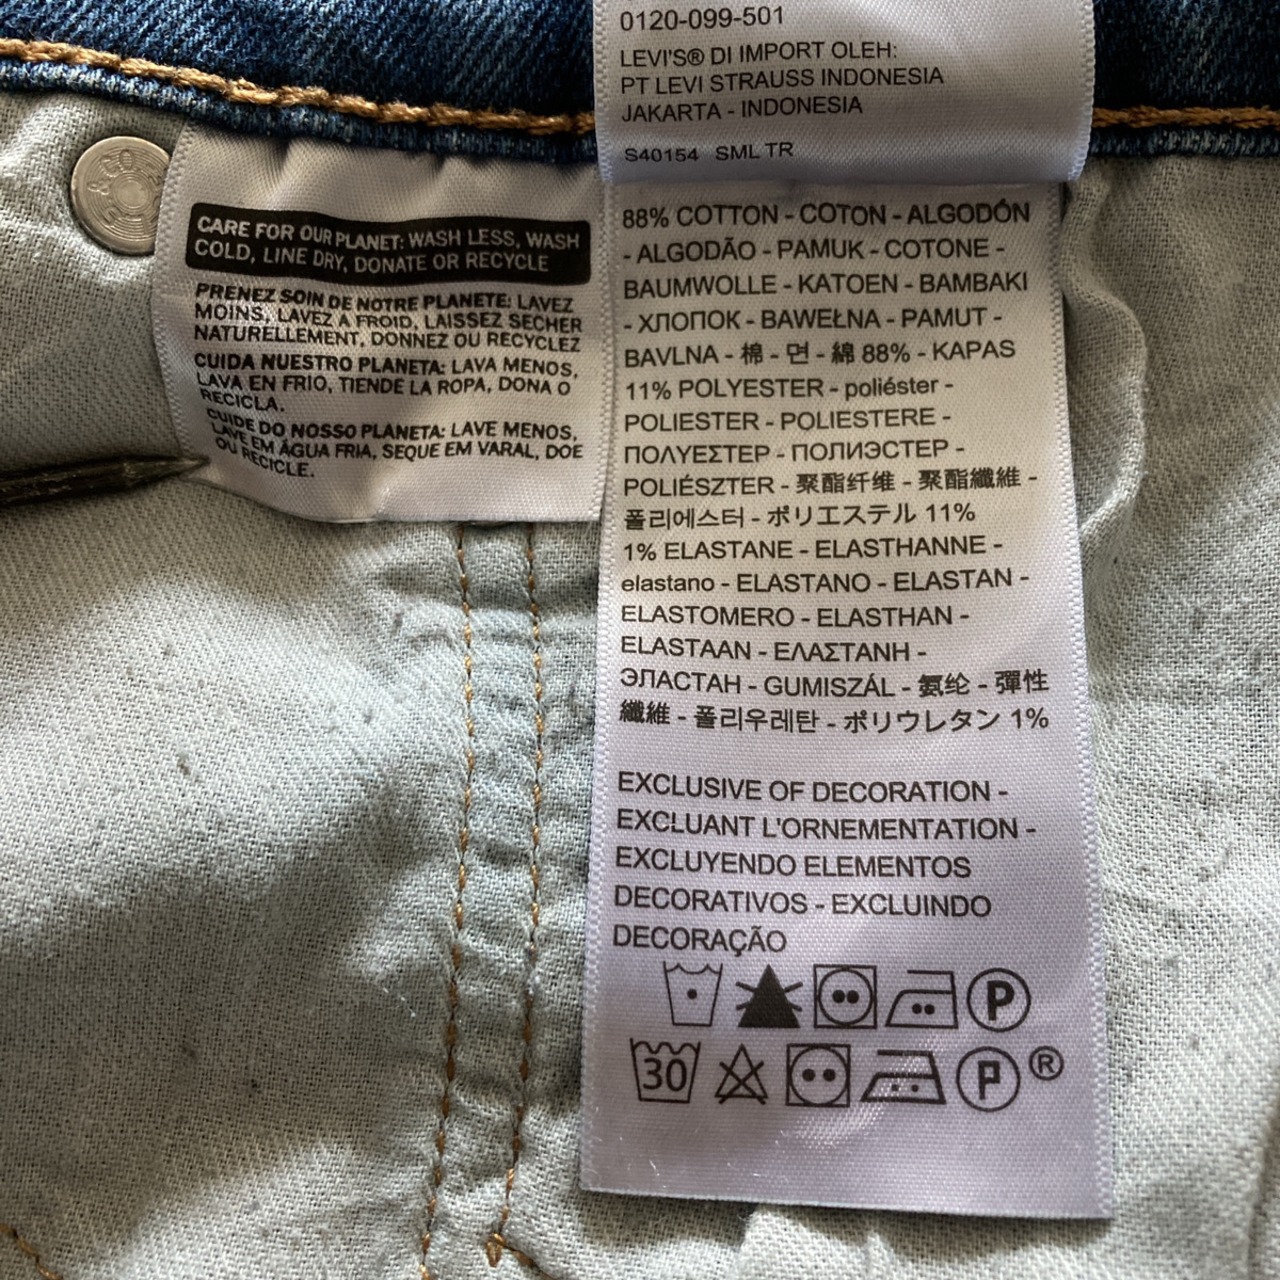 0120-099-501
LEVI'S® DI IMPORT OLEH:
PT LEVI STRAUSS INDONESIA
JAKARTA - INDONESIA
S40154 SML TR
CARE FOR OUR PLANET: WASH LESS, WASH
COLD, LINE DRY, DONATE OR RECYCLE
PRENEZ SOIN DE NOTRE PLANETE: LAVEZ
MOINS, LAVEZ A FROID, LAISSEZ SECHER
NATURELLEMENT, DONNEZ OU RECYCLEZ
CUIDA NUESTRO PLANETA: LAVA MENOS,
LAVA EN FRIO, TIENDE LA ROPA, DONA O
RECICLA.
CUIDE DO NOSSO PLANETA: LAVE MENOS,
LAVE EM ÁGUA FRIA, SEQUE EM VARAL, DOE
OU RECICLE.
88% COTTON - COTON - ALGODÓN
- ALGODÃO - PAMUK - COTONE -
BAUMWOLLE - KATOEN - BAMBAKI
- ХЛОПОК - BAWEŁNA - PAMUT -
BAVLNA - 棉 - 면 - 綿 88% - KAPAS
11% POLYESTER - poliéster -
POLIESTER - POLIESTERE -
ΠΟΛΥΕΣΤΕΡ - ПОЛИЭСТЕР -
POLIÉSZTER - 聚酯纤维 - 聚酯纖維 -
폴리에스터 - ポリエステル 11%
1% ELASTANE - ELASTHANNE -
elastano - ELASTANO - ELASTAN -
ELASTOMERO - ELASTHAN -
ELASTAAN - ΕΛΑΣΤΑΝΗ -
ЭЛАСТАН - GUMISZÁL - 氨纶 - 彈性
纖維 - 폴리우레탄 - ポリウレタン 1%
EXCLUSIVE OF DECORATION -
EXCLUANT L'ORNEMENTATION -
EXCLUYENDO ELEMENTOS
DECORATIVOS - EXCLUINDO
DECORAÇÃO
P
30 P ®